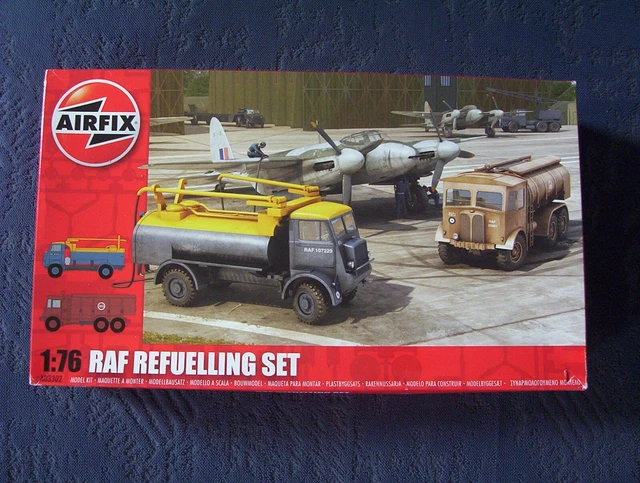 AIRFIX
RAF 107229
1:76 RAF REFUELLING SET
MODEL KIT - MAQUETTE A MONTER - MODELLBAUSATZ - MODELLO A SCALA - BOUWMODEL - MAQUETA PARA MONTAR - PLASTBYGGSATS - RAKENNUSSARJA - MODELO PARA CONSTRUIR - MODELBYGGESÆT -